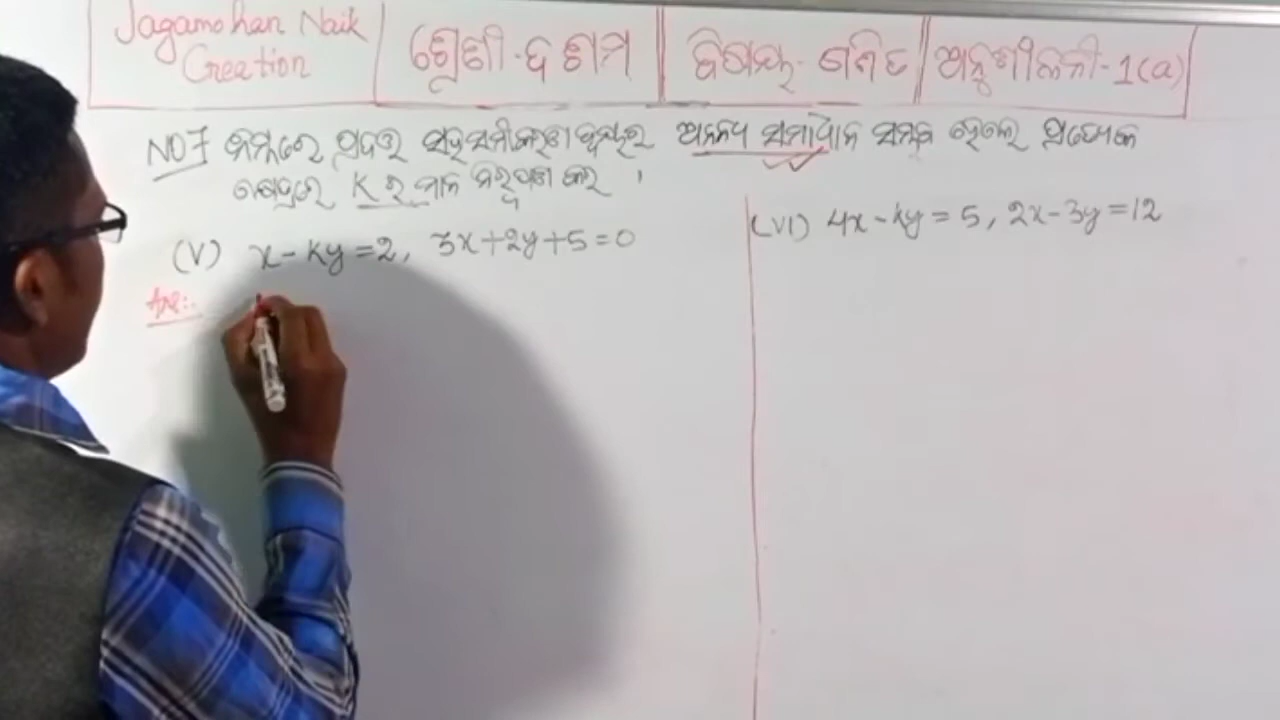 Jagamohan Naik
Creation
ଶ୍ରେଣୀ-ଦଶମ
ବିଷୟ- ଗଣିତ
ଅନୁଶୀଳନୀ-1(a)
NO 7 ନିମ୍ନରେ ପ୍ରଦତ୍ତ ସହସମୀକରଣ ଦ୍ୱୟର ଅନନ୍ୟ ସମାଧାନ ସମ୍ଭବ ହେଲେ ପ୍ରତ୍ୟେକ
କ୍ଷେତ୍ରରେ K ର ମାନ ନିରୂପଣ କର ।
(V) x - ky = 2, 3x + 2y + 5 = 0
(VI) 4x - ky = 5, 2x - 3y = 12
Ans:-